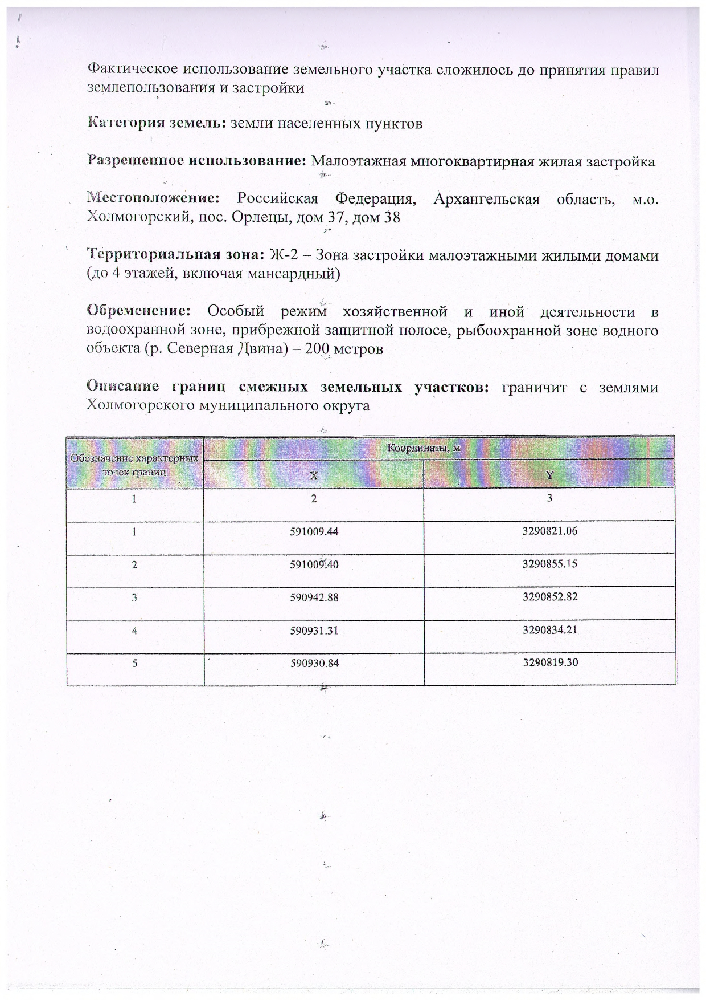 Фактическое использование земельного участка сложилось до принятия правил
землепользования и застройки
Категория земель: земли населенных пунктов
Разрешенное использование: Малоэтажная многоквартирная жилая застройка
Местоположение: Российская Федерация, Архангельская область, м.о.
Холмогорский, пос. Орлецы, дом 37, дом 38
Территориальная зона: Ж-2 – Зона застройки малоэтажными жилыми домами
(до 4 этажей, включая мансардный)
Обременение: Особый режим хозяйственной и иной деятельности в
водоохранной зоне, прибрежной защитной полосе, рыбоохранной зоне водного
объекта (р. Северная Двина) – 200 метров
Описание границ смежных земельных участков: граничит с землями
Холмогорского муниципального округа
Обозначение характерных
точек границ
Координаты, м
X Y
1 2 3
1 591009.44 3290821.06
2 591009.40 3290855.15
3 590942.88 3290852.82
4 590931.31 3290834.21
5 590930.84 3290819.30